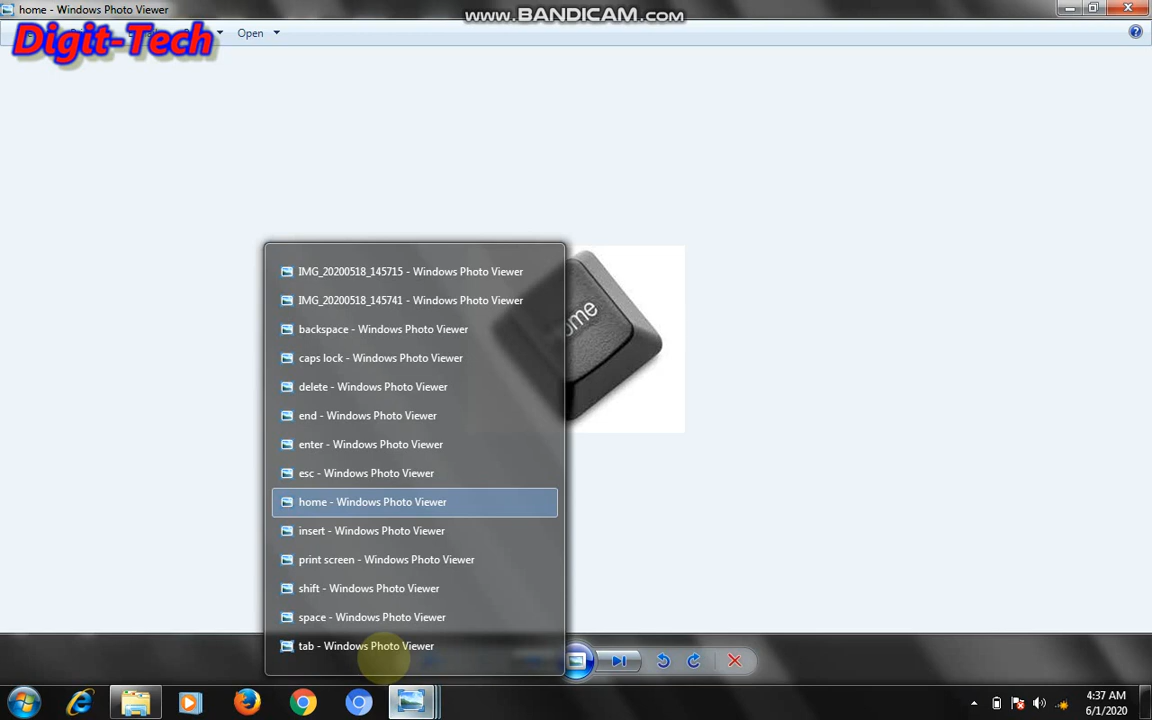 home - Windows Photo Viewer
www.BANDICAM.com
Digit-Tech
Open
ome
IMG_20200518_145715 - Windows Photo Viewer
IMG_20200518_145741 - Windows Photo Viewer
backspace - Windows Photo Viewer
caps lock - Windows Photo Viewer
delete - Windows Photo Viewer
end - Windows Photo Viewer
enter - Windows Photo Viewer
esc - Windows Photo Viewer
home - Windows Photo Viewer
insert - Windows Photo Viewer
print screen - Windows Photo Viewer
shift - Windows Photo Viewer
space - Windows Photo Viewer
tab - Windows Photo Viewer
4:37 AM
6/1/2020